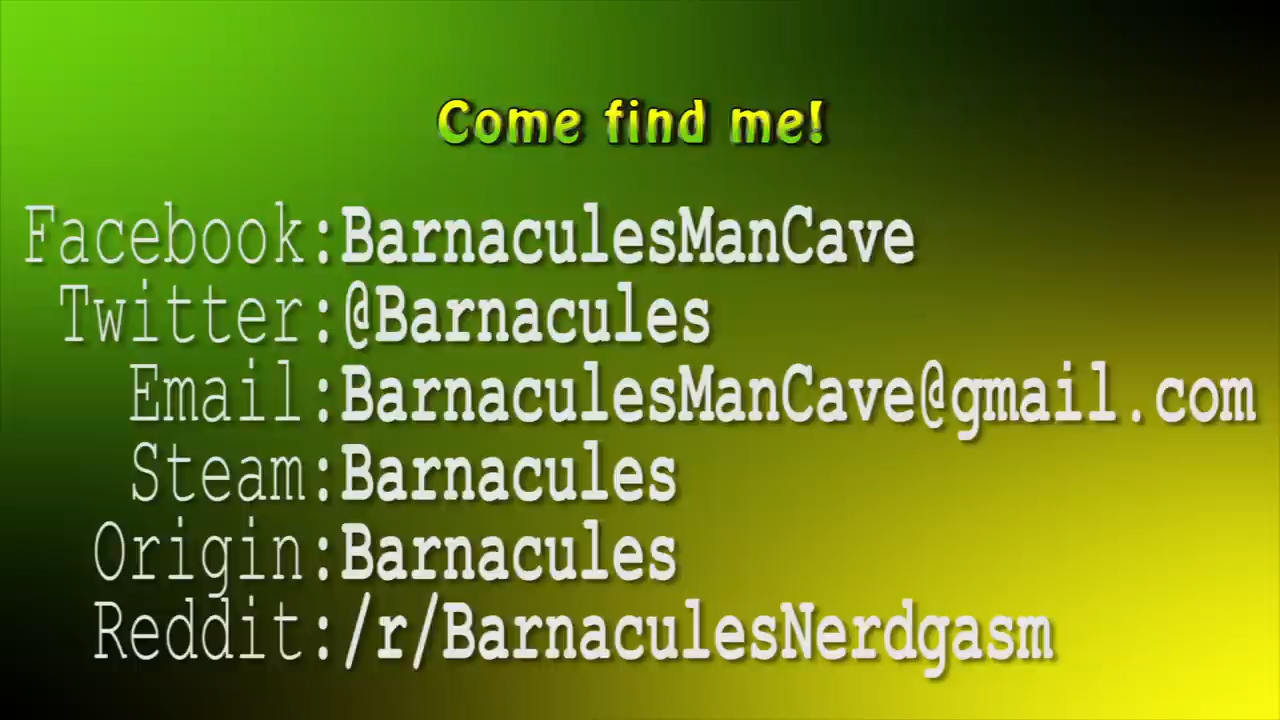 Come find me!
Facebook:BarnaculesManCave
Twitter:@Barnacules
Email:BarnaculesManCave@gmail.com
Steam:Barnacules
Origin:Barnacules
Reddit:/r/BarnaculesNerdgasm